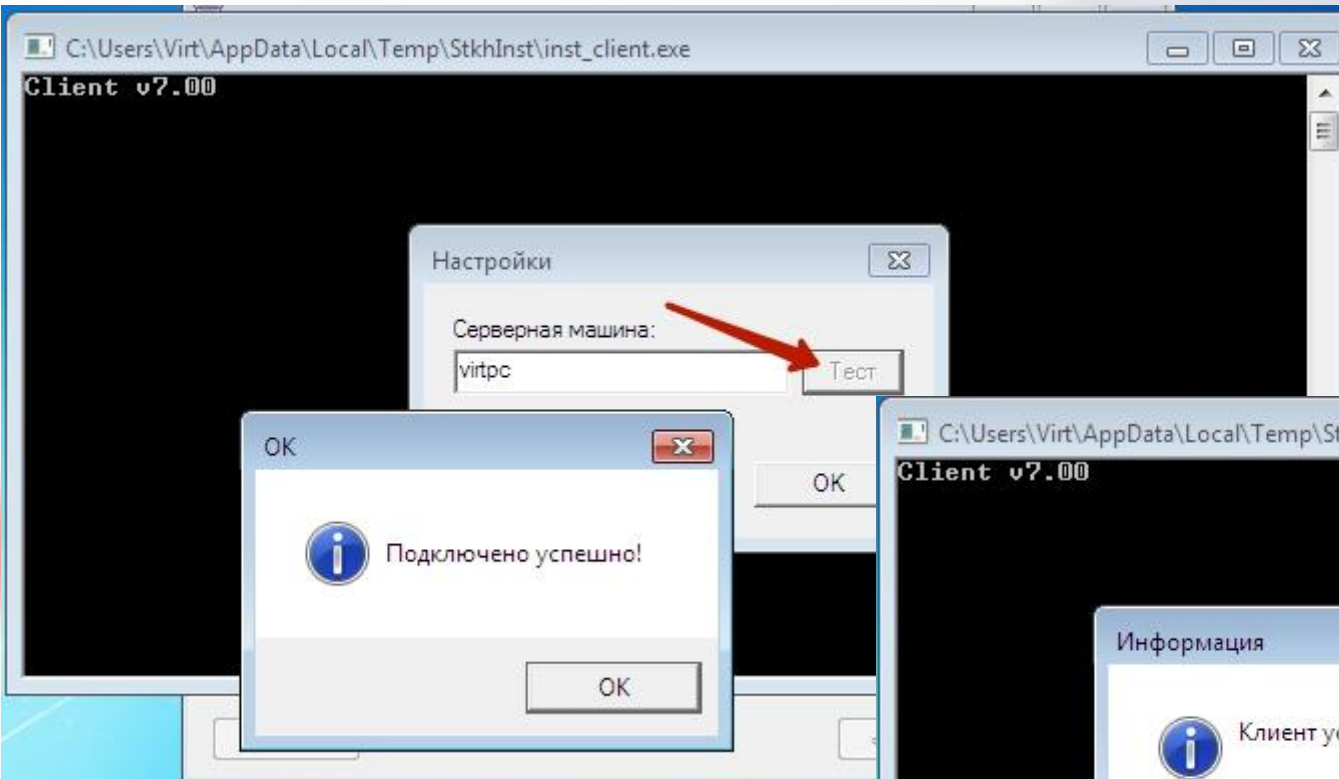 C:\Users\Virt\AppData\Local\Temp\StkhInst\inst_client.exe
Client v7.00
Настройки
Серверная машина:
virtpc
Тест
OK
OK
Подключено успешно!
OK
C:\Users\Virt\AppData\Local\Temp\St
Client v7.00
Информация
Клиент